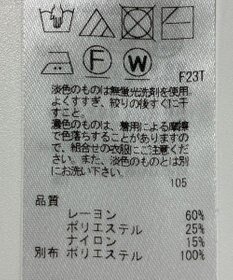 F W
F23T
淡色のものは無蛍光洗剤を使用
よくすすぎ、絞りの後すぐに干
すこと。
濃色のものは、着用による摩擦
で色落ちすることがありますの
で、組合せの衣服にご注意くだ
さい。また、淡色のものとは別
にお洗い下さい。
105
品質
レーヨン 60%
ポリエステル 25%
ナイロン 15%
別布 ポリエステル 100%